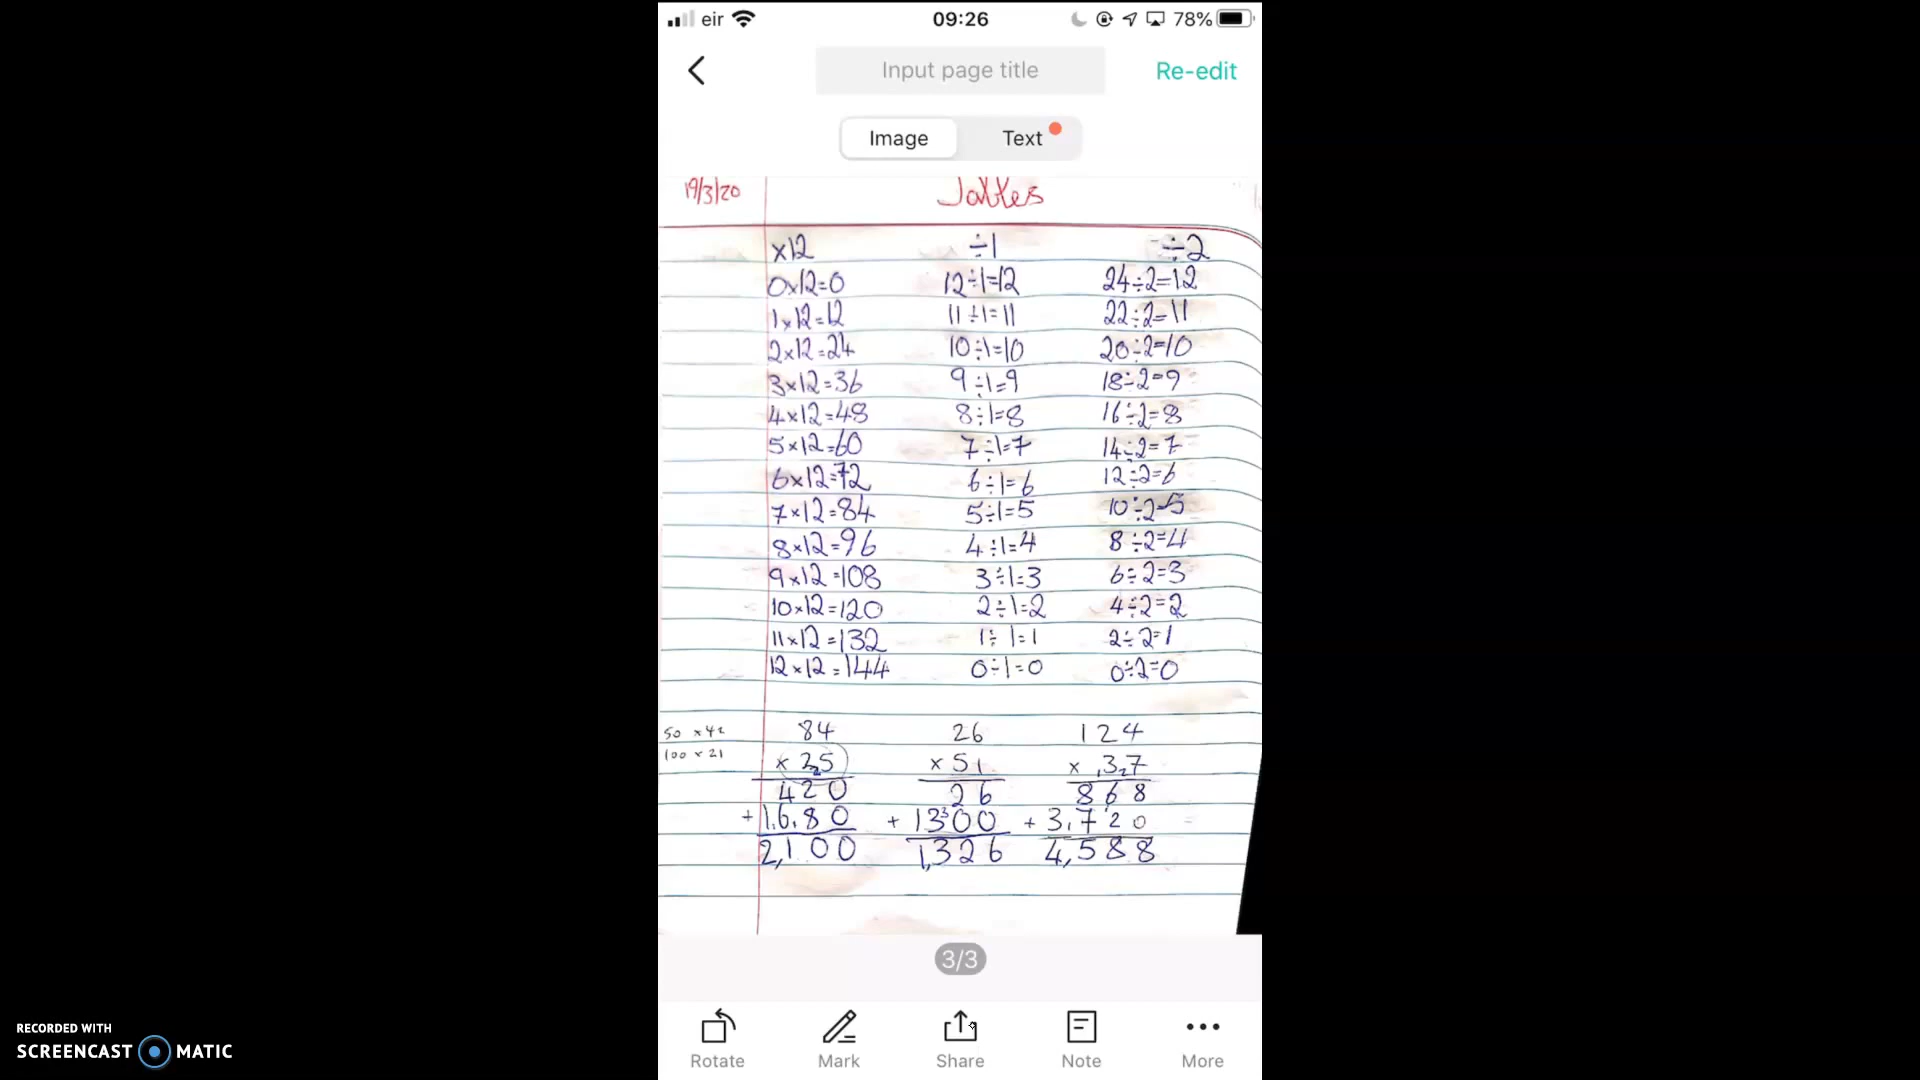 eir 09:26 78%
Input page title Re-edit
Image Text
19/3/20 Tables
x12 ÷1 ÷2
0x12=0 12÷1=12 24÷2=12
1x12=12 11÷1=11 22÷2=11
2x12=24 10÷1=10 20÷2=10
3x12=36 9÷1=9 18÷2=9
4x12=48 8÷1=8 16÷2=8
5x12=60 7÷1=7 14÷2=7
6x12=72 6÷1=6 12÷2=6
7x12=84 5÷1=5 10÷2=5
8x12=96 4÷1=4 8÷2=4
9x12=108 3÷1=3 6÷2=3
10x12=120 2÷1=2 4÷2=2
11x12=132 1÷1=1 2÷2=1
12x12=144 0÷1=0 0÷2=0
50 x 42 84 26 124
100 x 21 x 25 x 51 x 37
420 26 868
+1680 +1300 +3,720
2,100 1,326 4,588
3/3
Rotate Mark Share Note More
RECORDED WITH
SCREENCAST MATIC